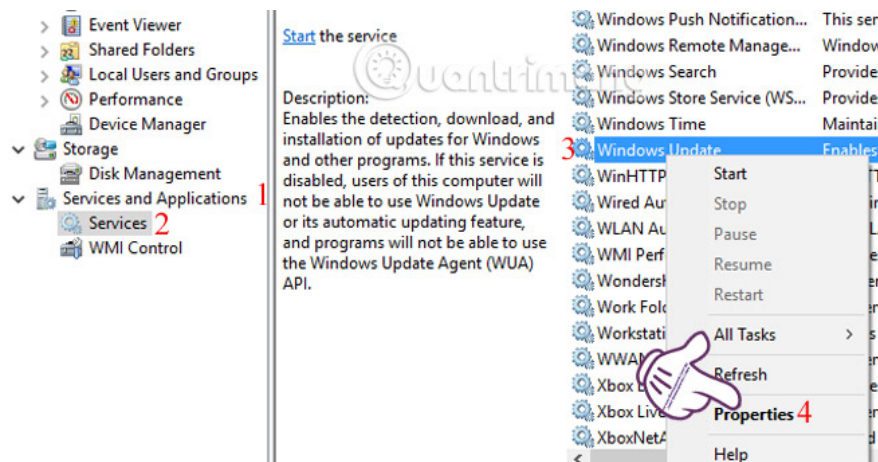 Event Viewer
Shared Folders
Local Users and Groups
Performance
Device Manager
Storage
Disk Management
Services and Applications 1
Services 2
WMI Control
Start the service
Description:
Enables the detection, download, and
installation of updates for Windows
and other programs. If this service is
disabled, users of this computer will
not be able to use Windows Update
or its automatic updating feature,
and programs will not be able to use
the Windows Update Agent (WUA)
API.
Quantrimang
Windows Push Notification... This ser
Windows Remote Manage... Window
Windows Search Provide
Windows Store Service (WS... Provide
Windows Time Maintai
3 Windows Update Enables
WinHTTP
Wired Au
WLAN Au
WMI Perf
Wondersh
Work Fold
Workstati
WWAN
Xbox
Xbox Live
XboxNetA
Start
Stop
Pause
Resume
Restart
All Tasks
Refresh
Properties 4
Help